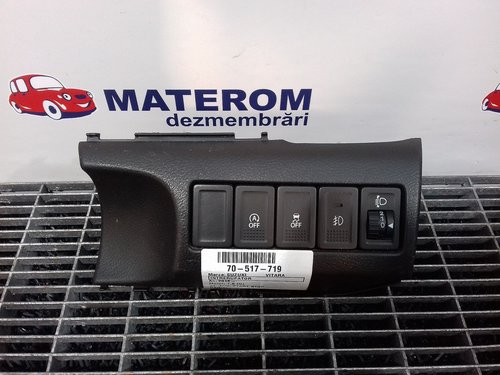 MATEROM
dezmembrări
OFF
OFF
70-517-719
Marca: SUZUKI VITARA